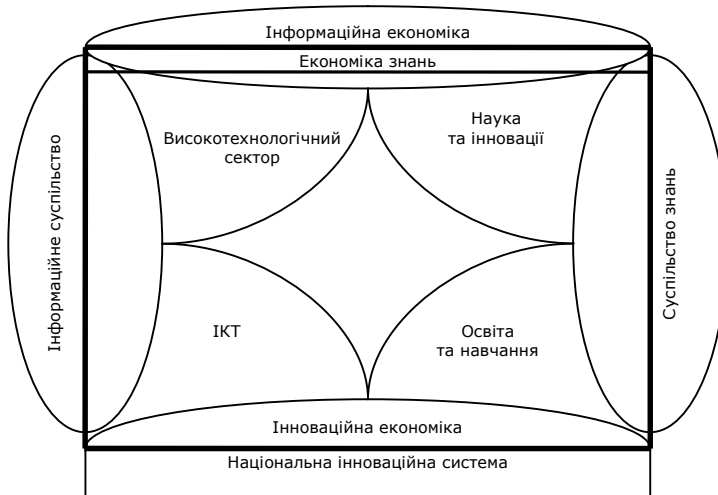 Інформаційна економіка
Економіка знань
Високотехнологічний
сектор
Наука
та інновації
Інформаційне суспільство
Суспільство знань
ІКТ
Освіта
та навчання
Інноваційна економіка
Національна інноваційна система